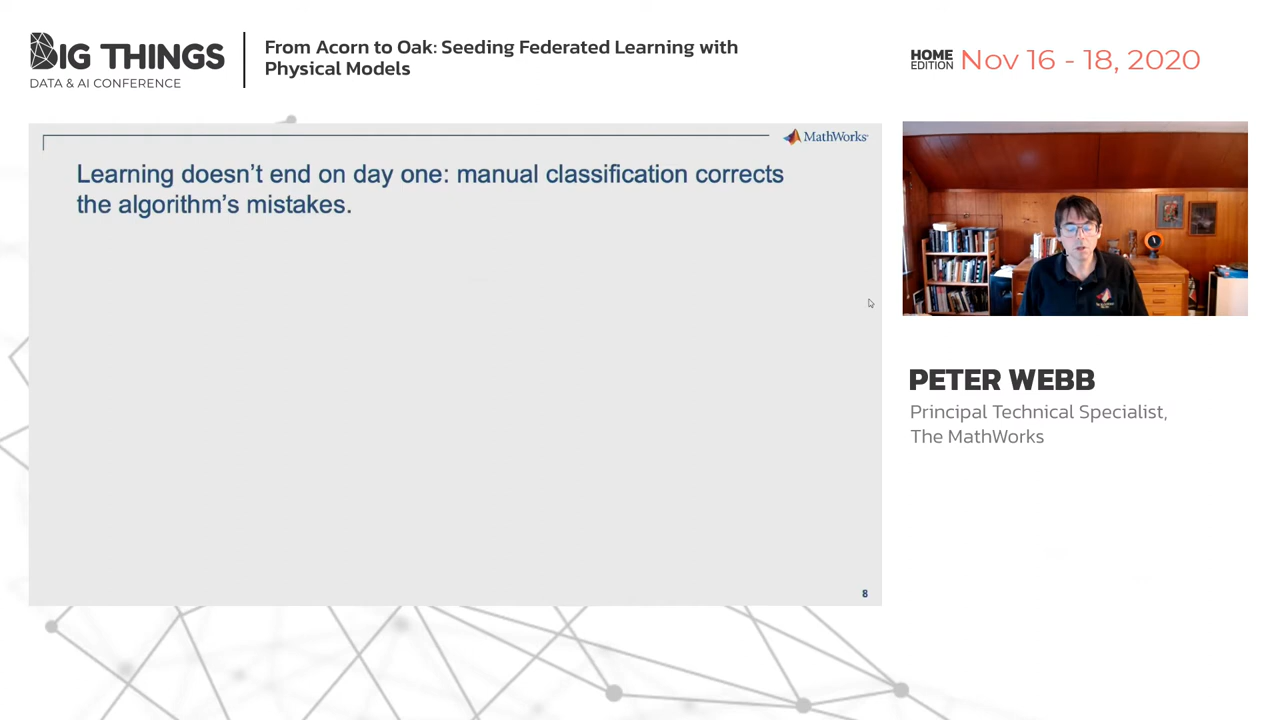 BIG THINGS
DATA & AI CONFERENCE
From Acorn to Oak: Seeding Federated Learning with
Physical Models
HOME
EDITION
Nov 16 - 18, 2020
MathWorks
Learning doesn't end on day one: manual classification corrects
the algorithm's mistakes.
8
PETER WEBB
Principal Technical Specialist,
The MathWorks